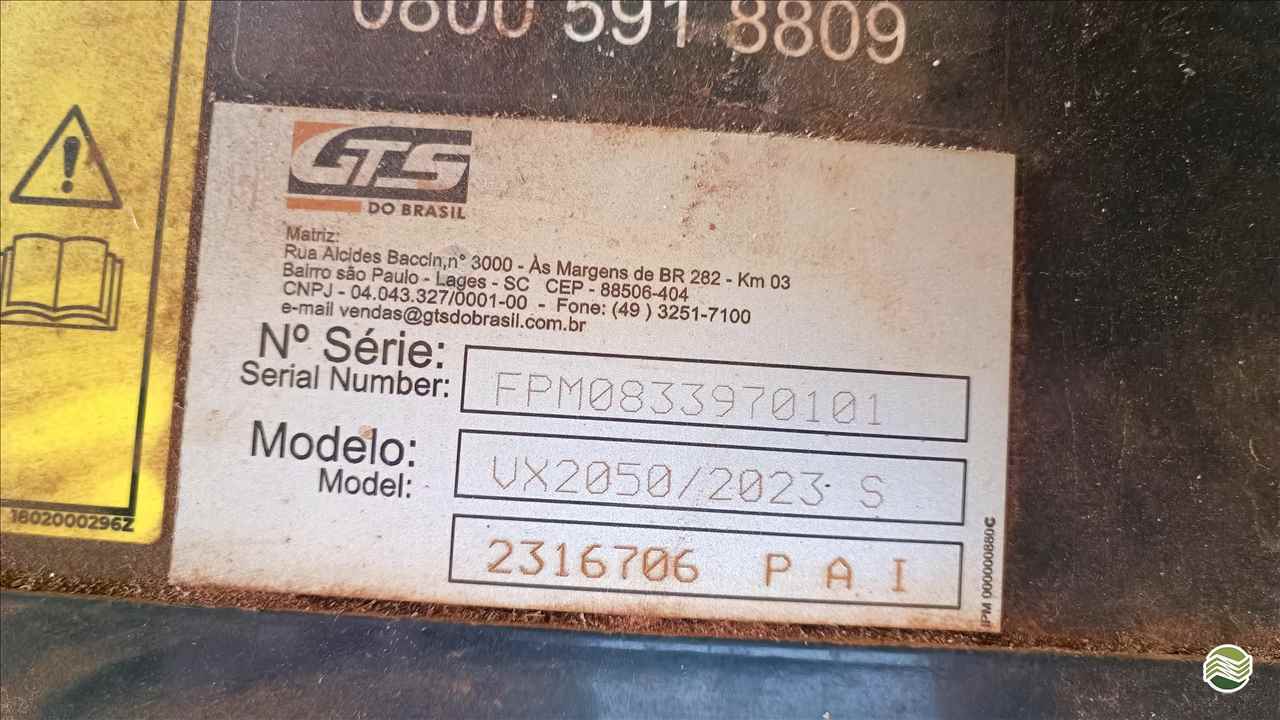 0800 591 8809
GTS
DO BRASIL
Matriz:
Rua Alcides Baccin,n° 3000 - Às Margens de BR 282 - Km 03
Bairro são Paulo - Lages - SC CEP - 88506-404
CNPJ - 04.043.327/0001-00 - Fone: (49 ) 3251-7100
e-mail vendas@gtsdobrasil.com.br
Nº Série:
Serial Number:
FPM0833970101
Modelo:
Model:
VX2050/2023 S
2316706 P A I
1802000296Z
IPM 000000880C